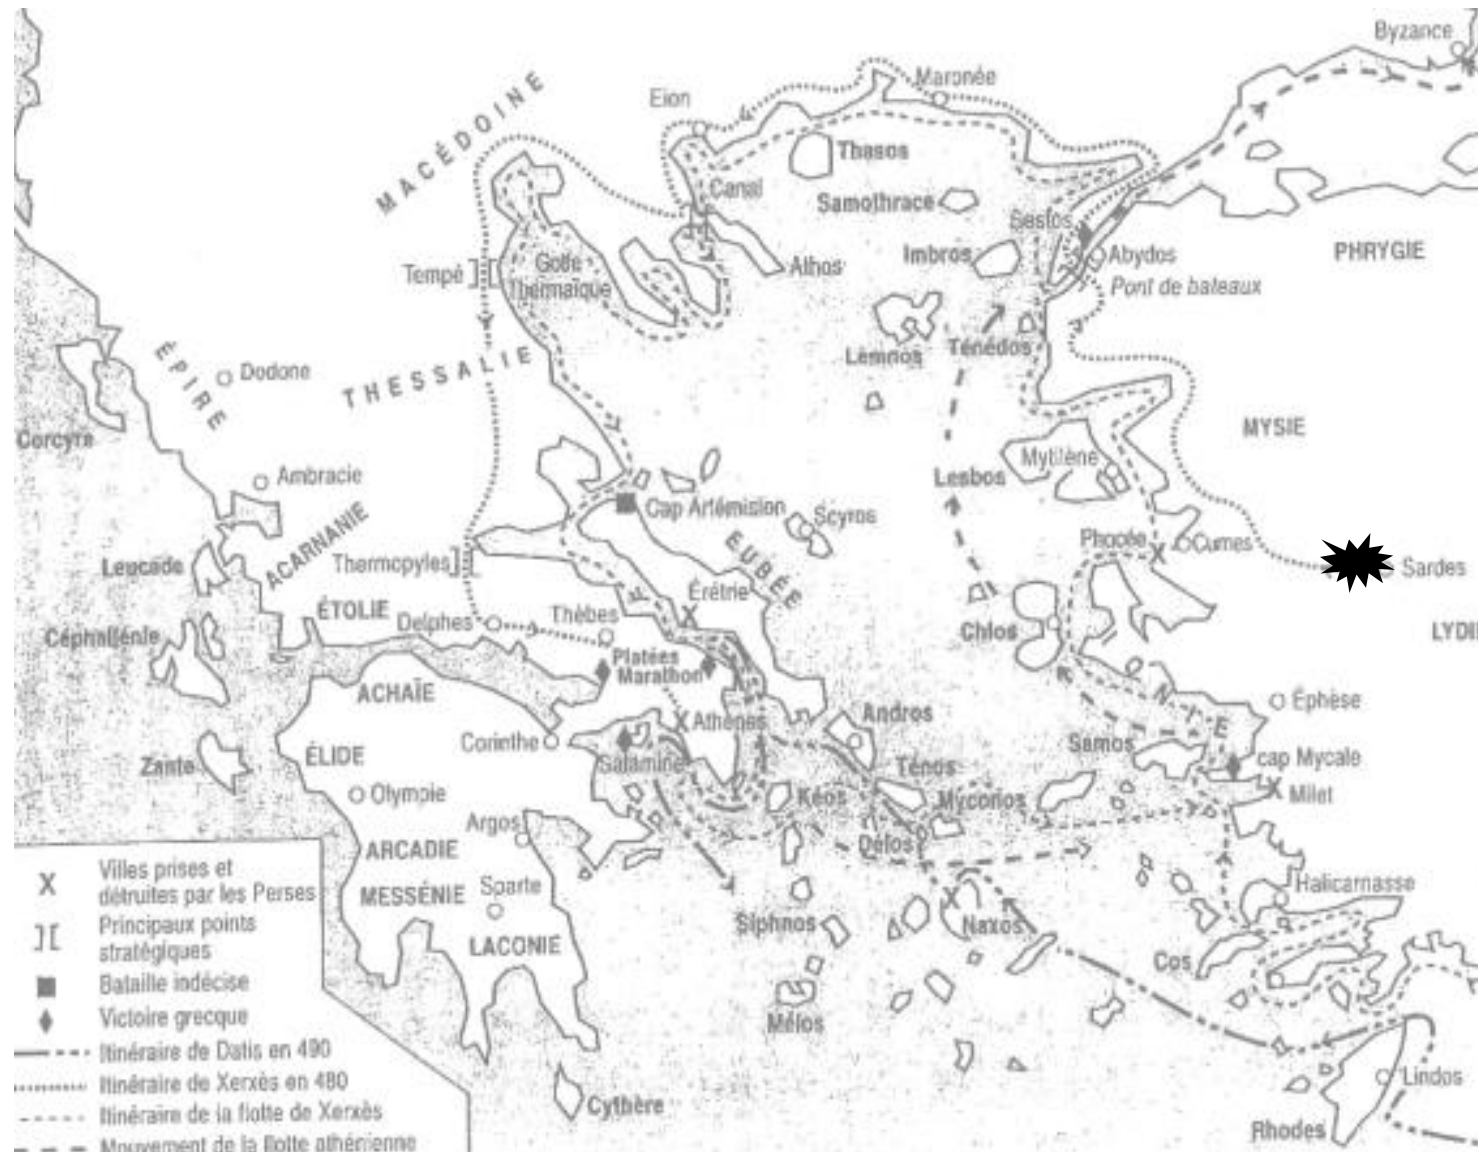 Byzance
Maronée
Eion
MACÉDOINE
Thasos
Canal
Samothrace
Sestos
Imbros
Abydos
PHRYGIE
Athos
Tempé
Golfe
Thermaïque
Pont de bateaux
Lemnos
Ténédos
ÉPIRE
Dodone
THESSALIE
MYSIE
Corcyre
Mytilène
Ambracie
Lesbos
Cap Artémision
Scyros
ACARNANIE
EUBÉE
Phocée
Cumes
Leucade
Thermopyles
Sardes
Érétrie
ÉTOLIE
Delphes
Thèbes
Chios
LYDI
Céphallénie
Platées
Marathon
IONIE
ACHAÏE
Éphèse
Athènes
Andros
Corinthe
Samos
ÉLIDE
cap Mycale
Zante
Salamine
Ténos
Olympie
Kéos
Myconos
Milet
Argos
Délos
ARCADIE
Halicarnasse
MESSÉNIE
Sparte
Siphnos
Naxos
LACONIE
Cos
Mélos
Lindos
Cythère
Rhodes
X Villes prises et
détruites par les Perses
][ Principaux points
stratégiques
Bataille indécise
Victoire grecque
Itinéraire de Datis en 490
Itinéraire de Xerxès en 480
Itinéraire de la flotte de Xerxès
Mouvement de la flotte athénienne